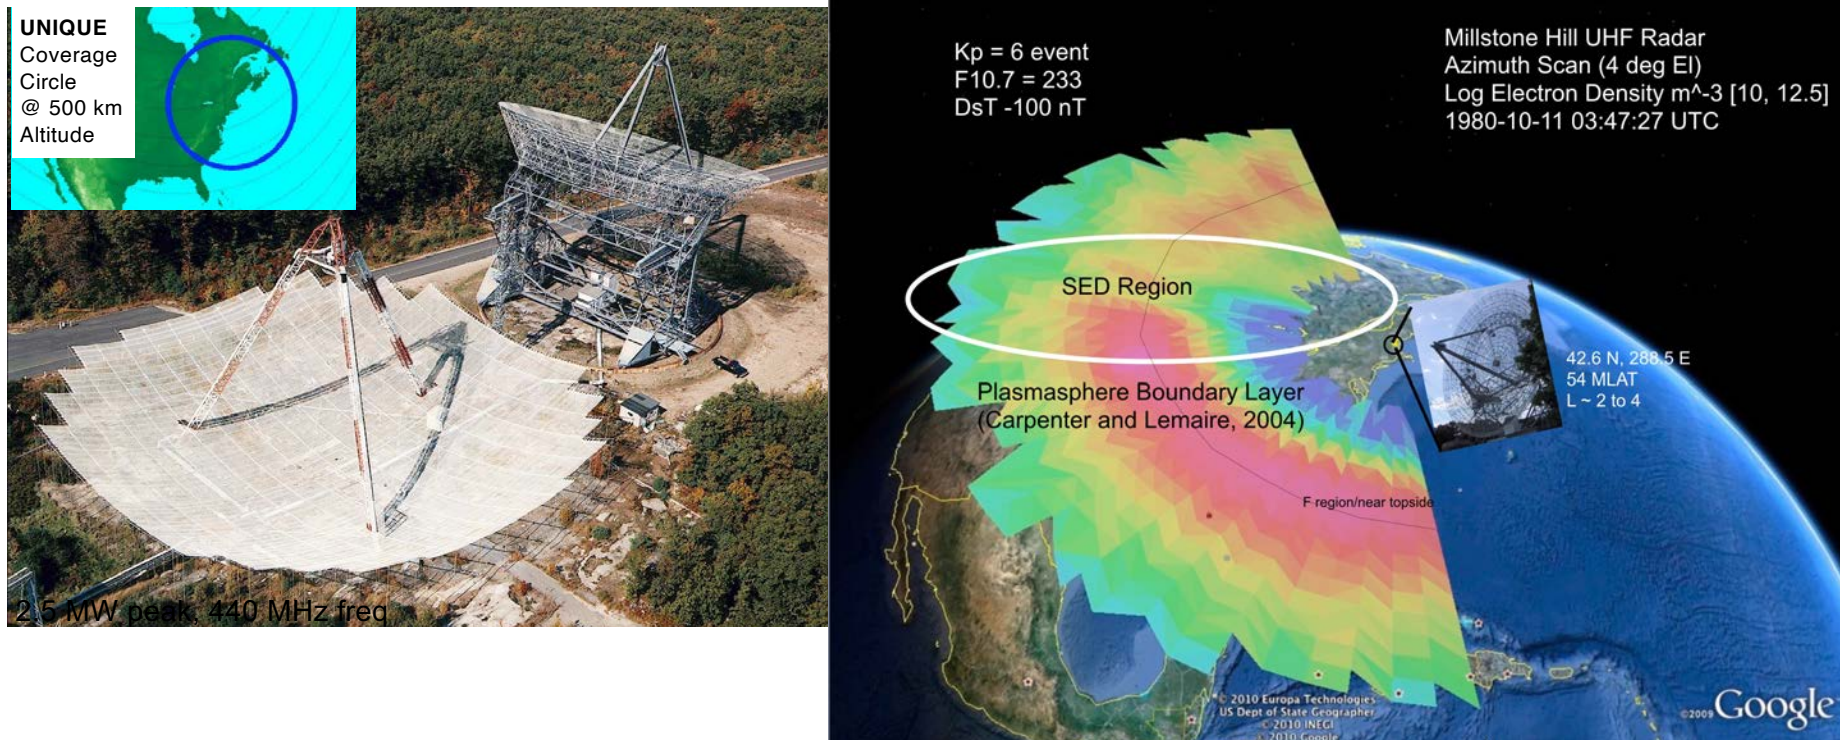 UNIQUE
Coverage
Circle
@ 500 km
Altitude
2.5 MW peak, 440 MHz freq
Kp = 6 event
F10.7 = 233
DsT -100 nT
Millstone Hill UHF Radar
Azimuth Scan (4 deg El)
Log Electron Density m^-3 [10, 12.5]
1980-10-11 03:47:27 UTC
SED Region
Plasmasphere Boundary Layer
(Carpenter and Lemaire, 2004)
42.6 N, 288.5 E
54 MLAT
L ~ 2 to 4
F region/near topside
© 2010 Europa Technologies
US Dept of State Geographer
© 2010 INEGI
© 2010 Google
©2009 Google